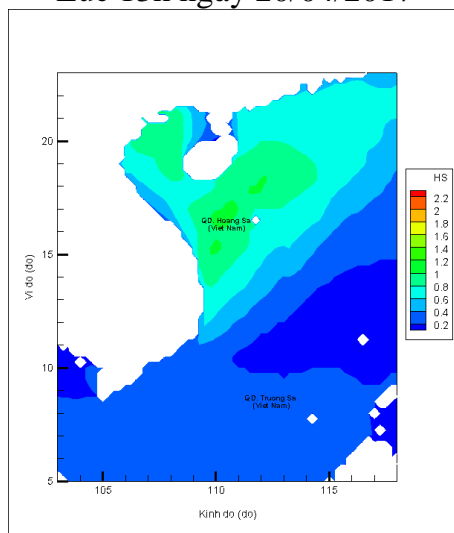 HS
2.2
2
1.8
1.6
1.4
1.2
1
0.8
0.6
0.4
0.2
20
15
10
5
Vi do (do)
QD. Hoang Sa
(Viet Nam)
QD. Truong Sa
(Viet Nam)
105
110
115
Kinh do (do)